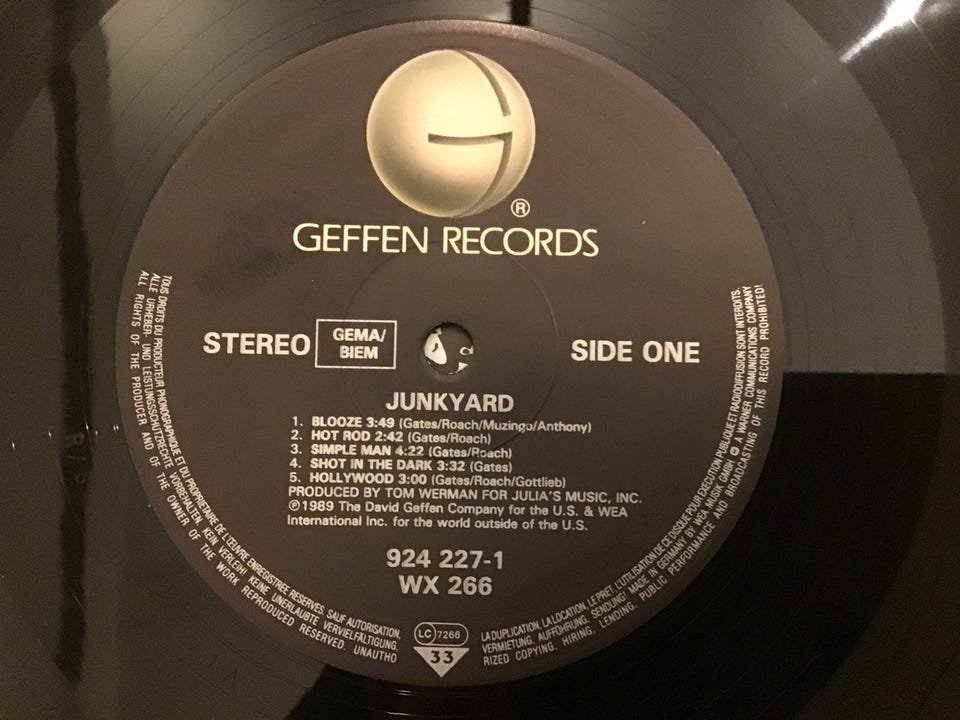 ®
GEFFEN RECORDS
STEREO
GEMA/
BIEM
SIDE ONE
JUNKYARD
1. BLOOZE 3:49 (Gates/Roach/Muzingo/Anthony)
2. HOT ROD 2:42 (Gates/Roach)
3. SIMPLE MAN 4:22 (Gates/Roach)
4. SHOT IN THE DARK 3:32 (Gates)
5. HOLLYWOOD 3:00 (Gates/Roach/Gottlieb)
PRODUCED BY TOM WERMAN FOR JULIA'S MUSIC, INC.
℗1989 The David Geffen Company for the U.S. & WEA
International Inc. for the world outside of the U.S.
924 227-1
WX 266
LC 7266
33
TOUS DROITS DU PRODUCTEUR PHONOGRAPHIQUE ET DU PROPRIETAIRE DE L'ŒUVRE ENREGISTREE RESERVES. SAUF AUTORISATION,
LA DUPLICATION, LA LOCATION, LE PRET, L'UTILISATION DE CE DISQUE POUR EXECUTION PUBLIQUE ET RADIODIFFUSION SONT INTERDITS.
ALLE URHEBER- UND LEISTUNGSSCHUTZRECHTE VORBEHALTEN. KEIN VERLEIH! KEINE UNERLAUBTE VERVIELFÄLTIGUNG,
VERMIETUNG, AUFFÜHRUNG, SENDUNG! MADE IN GERMANY BY WEA MUSIK GMBH A WARNER COMMUNICATIONS COMPANY
ALL RIGHTS OF THE PRODUCER AND OF THE OWNER OF THE WORK REPRODUCED RESERVED. UNAUTHO
RIZED COPYING, HIRING, LENDING, PUBLIC PERFORMANCE AND BROADCASTING OF THIS RECORD PROHIBITED!